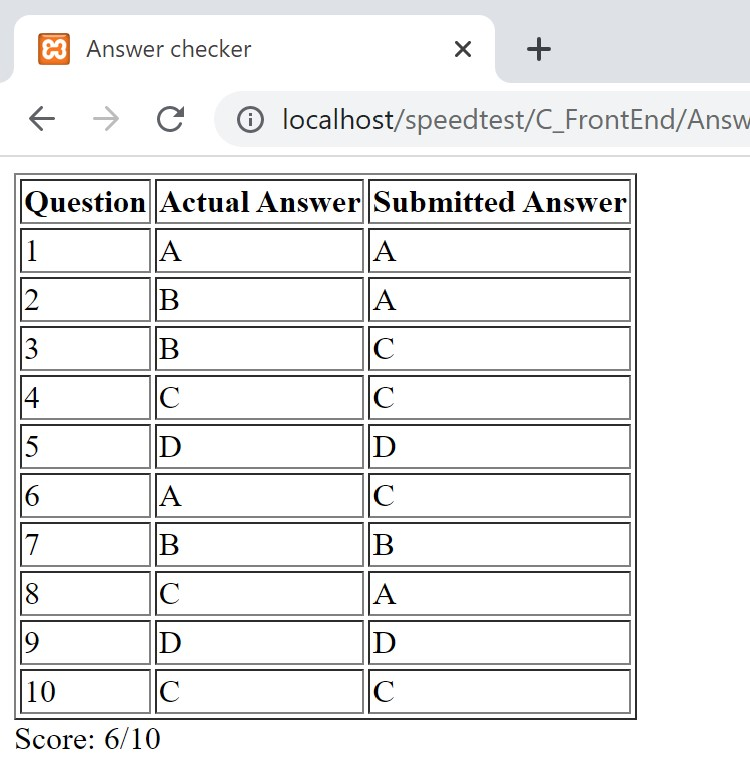 Answer checker
localhost/speedtest/C_FrontEnd/Answ
Question Actual Answer Submitted Answer
1 A A
2 B A
3 B C
4 C C
5 D D
6 A C
7 B B
8 C A
9 D D
10 C C
Score: 6/10